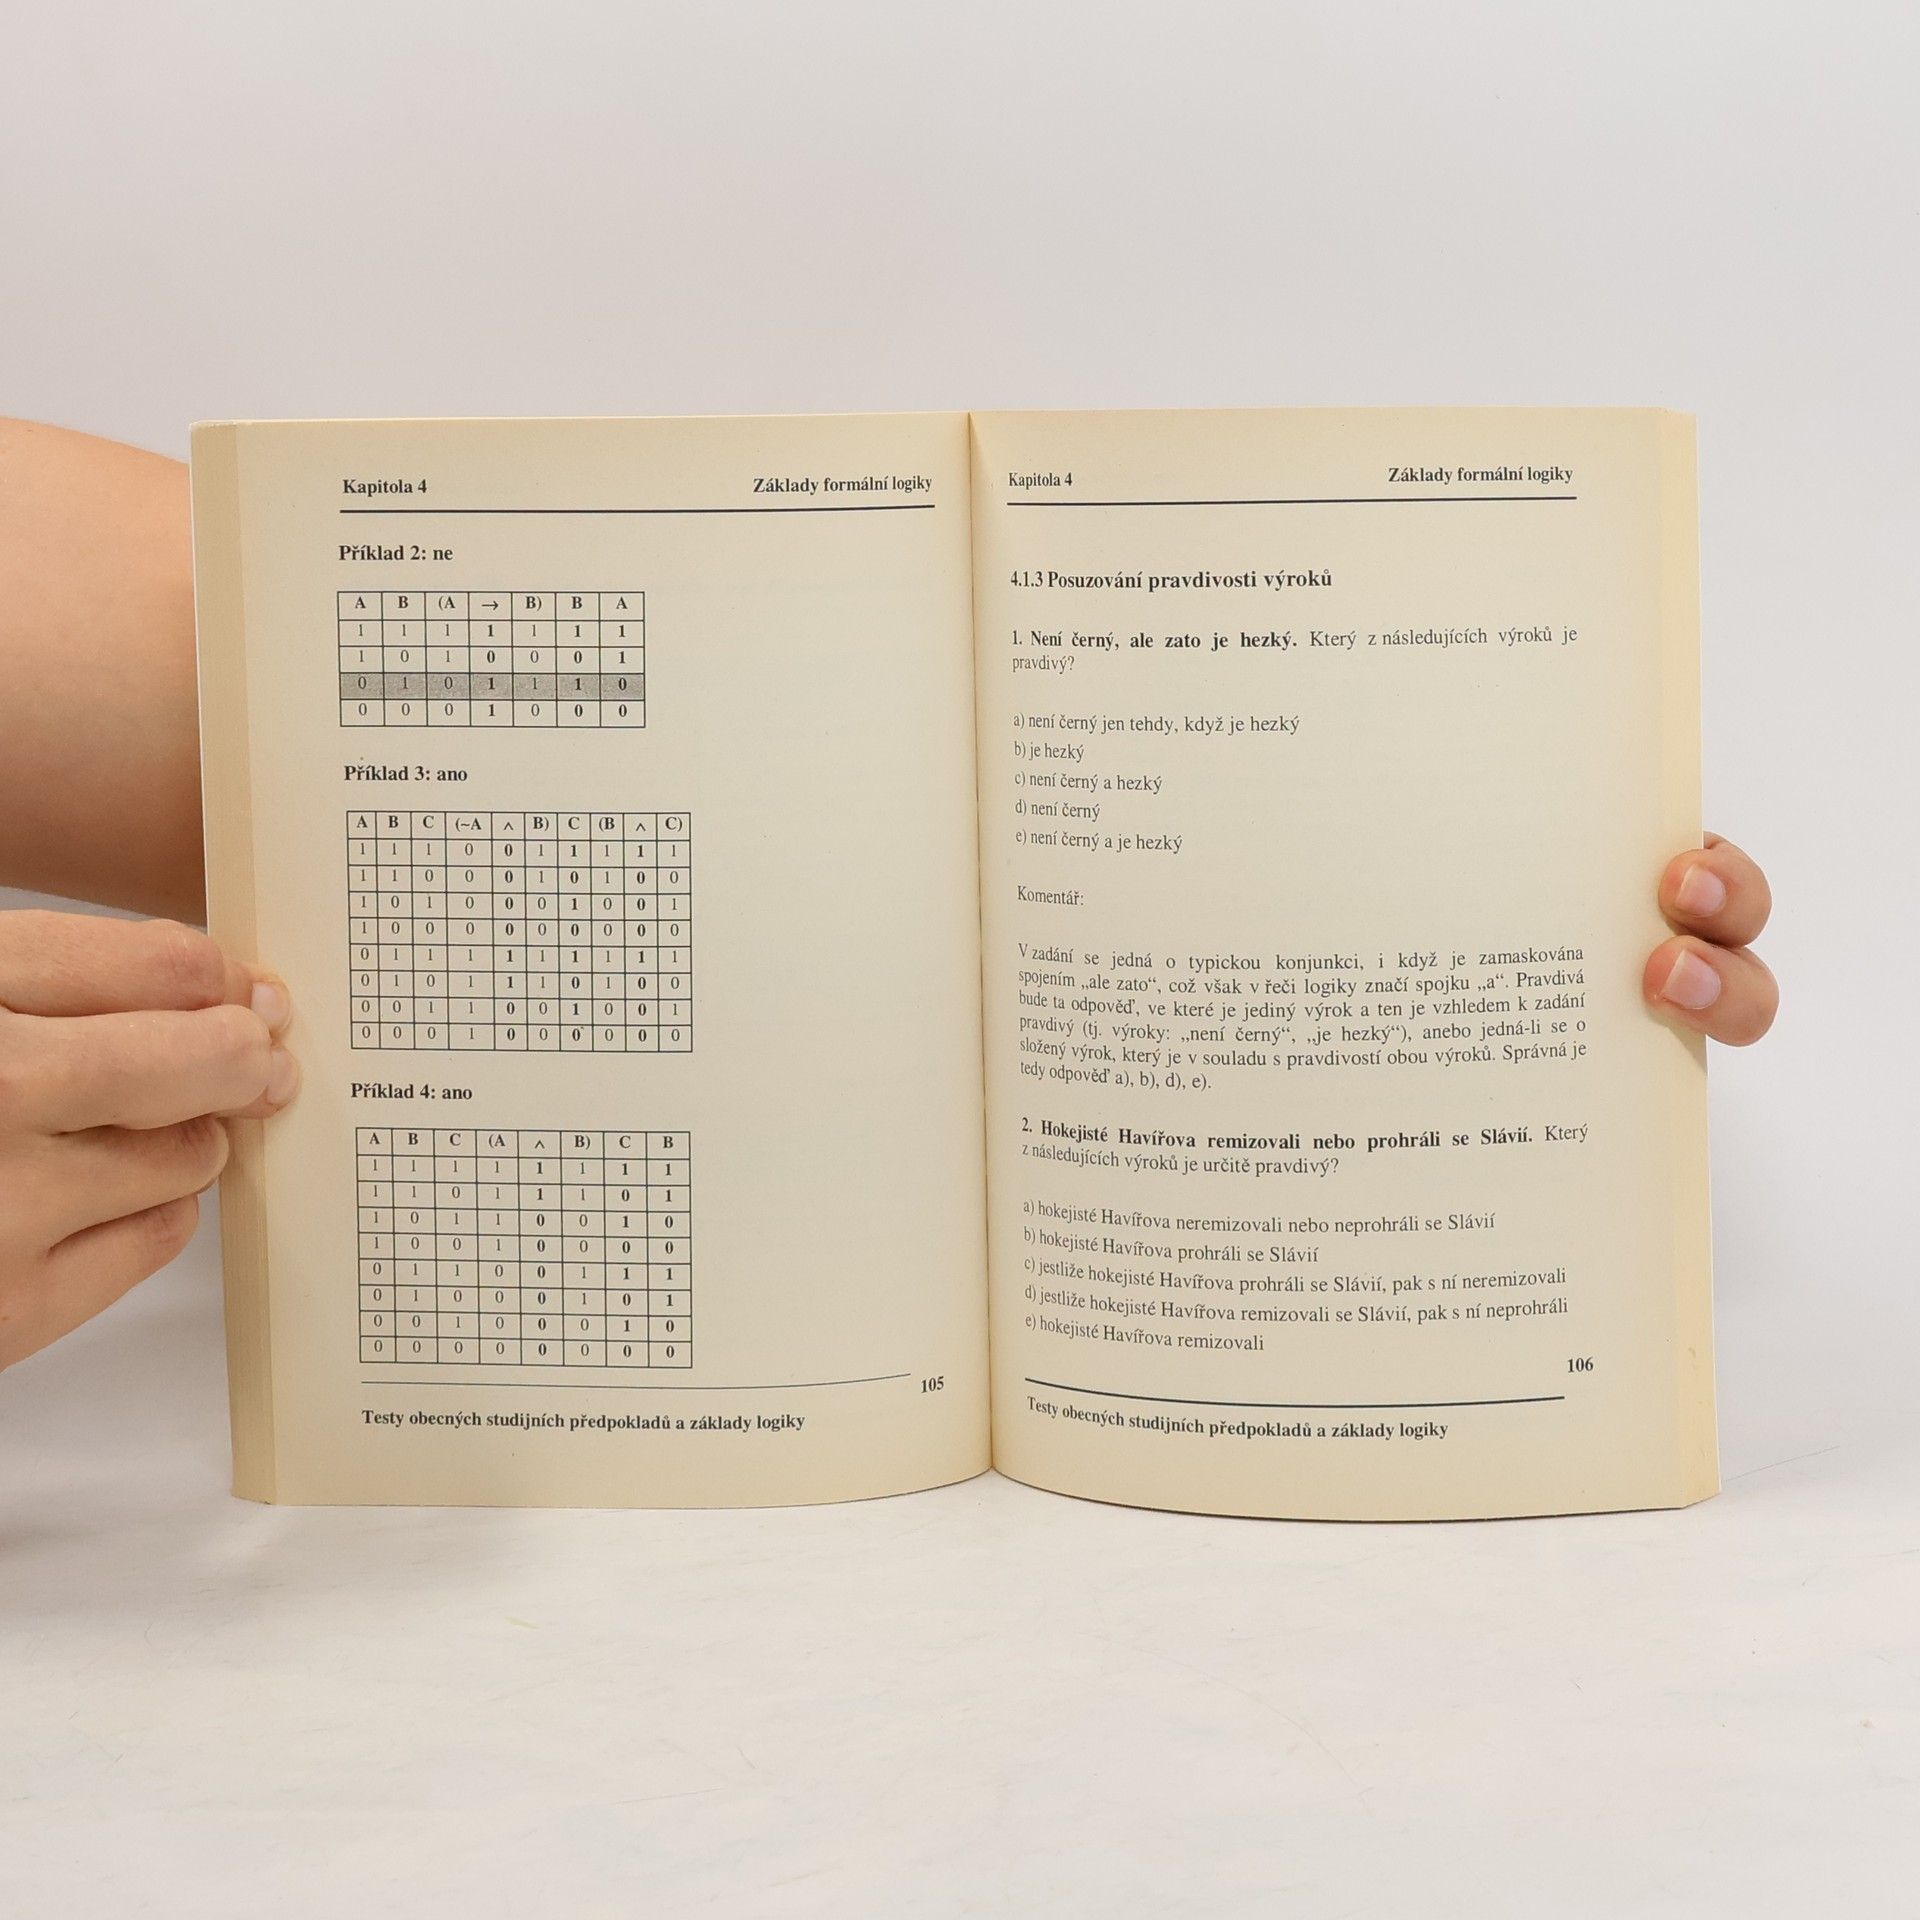 Kapitola 4 Základy formální logiky
Příklad 2: ne
A B (A → B) B A
1 1 1 1 1 1 1
1 0 1 0 0 0 1
0 1 0 1 1 1 0
0 0 0 1 0 0 0
Příklad 3: ano
A B C (~A ∧ B) C (B ∧ C)
1 1 1 0 0 1 1 1 1 1
1 1 0 0 0 1 0 1 0 0
1 0 1 0 0 0 1 0 0 1
1 0 0 0 0 0 0 0 0 0
0 1 1 1 1 1 1 1 1 1
0 1 0 1 1 1 0 1 0 0
0 0 1 1 0 0 1 0 0 1
0 0 0 1 0 0 0 0 0 0
Příklad 4: ano
A B C (A ∧ B) C B
1 1 1 1 1 1 1 1
1 1 0 1 1 1 0 1
1 0 1 1 0 0 1 0
1 0 0 1 0 0 0 0
0 1 1 0 0 1 1 1
0 1 0 0 0 1 0 1
0 0 1 0 0 0 1 0
0 0 0 0 0 0 0 0
105
Testy obecných studijních předpokladů a základy logiky
Kapitola 4 Základy formální logiky
4.1.3 Posuzování pravdivosti výroků
1. Není černý, ale zato je hezký. Který z následujících výroků je
pravdivý?
a) není černý jen tehdy, když je hezký
b) je hezký
c) není černý a hezký
d) není černý
e) není černý a je hezký
Komentář:
V zadání se jedná o typickou konjunkci, i když je zamaskována
spojením „ale zato“, což však v řeči logiky značí spojku „a“. Pravdivá
bude ta odpověď, ve které je jediný výrok a ten je vzhledem k zadání
pravdivý (tj. výroky: „není černý“, „je hezký“), anebo jedná-li se o
složený výrok, který je v souladu s pravdivostí obou výroků. Správná je
tedy odpověď a), b), d), e).
2. Hokejisté Havířova remizovali nebo prohráli se Slávií. Který
z následujících výroků je určitě pravdivý?
a) hokejisté Havířova neremizovali nebo neprohráli se Slávií
b) hokejisté Havířova prohráli se Slávií
c) jestliže hokejisté Havířova prohráli se Slávií, pak s ní neremizovali
d) jestliže hokejisté Havířova remizovali se Slávií, pak s ní neprohráli
e) hokejisté Havířova remizovali
106
Testy obecných studijních předpokladů a základy logiky